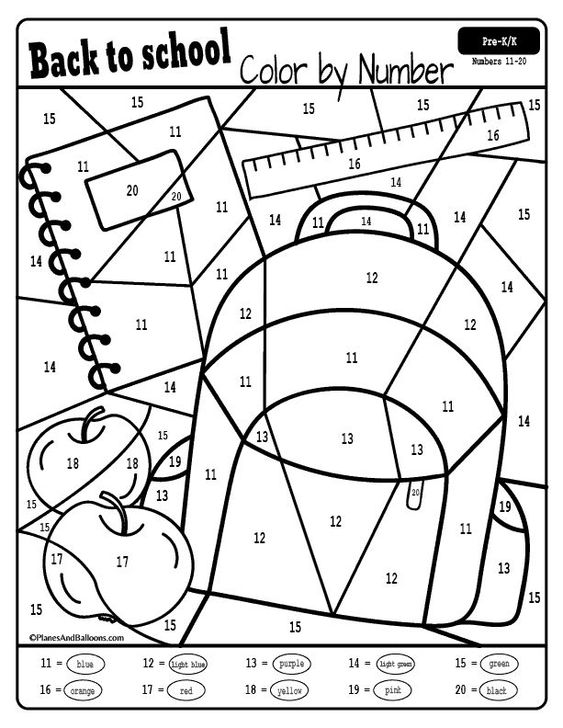 Back to school Color by Number
Pre-K/K
Numbers 11-20
15 15 15 15 15
11 16
11 16
20 20 14
11 14 11 14 11 14 15
14 11 11
12 14
11 12 12
14 11
14 11 11
14
15 13 13 13
18 18 19
13 11 20 19
15
15 12 12 11
17 17
12 13
15 15 15 15
©PlanesAndBalloons.com
11 = blue 12 = light blue 13 = purple 14 = light green 15 = green
16 = orange 17 = red 18 = yellow 19 = pink 20 = black